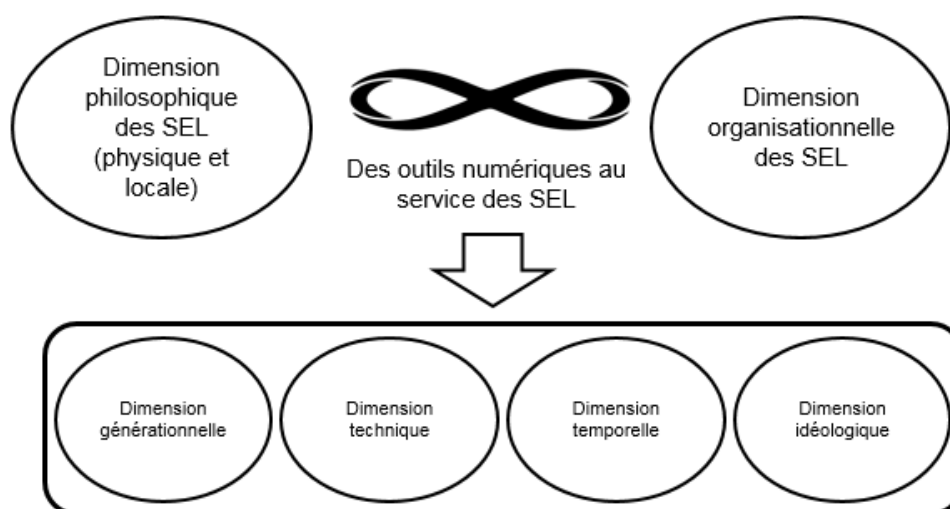 Dimension
philosophique
des SEL
(physique et
locale)
Des outils numériques au
service des SEL
Dimension
organisationnelle
des SEL
Dimension
générationnelle
Dimension
technique
Dimension
temporelle
Dimension
idéologique